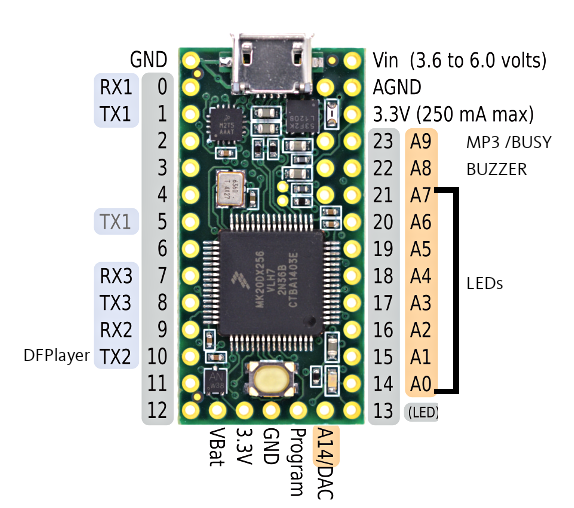 GND Vin (3.6 to 6.0 volts)
RX1 0 AGND
TX1 1 3.3V (250 mA max)
2 23 A9 MP3 /BUSY
3 22 A8 BUZZER
4 21 A7
TX1 5 20 A6
6 19 A5
RX3 7 18 A4 LEDs
TX3 8 17 A3
RX2 9 16 A2
DFPlayer TX2 10 15 A1
11 14 A0
12 13 (LED)
VBat
3.3V
GND
Program
A14/DAC
MK20DX256
VLH7
2N36B
CTBA1403E